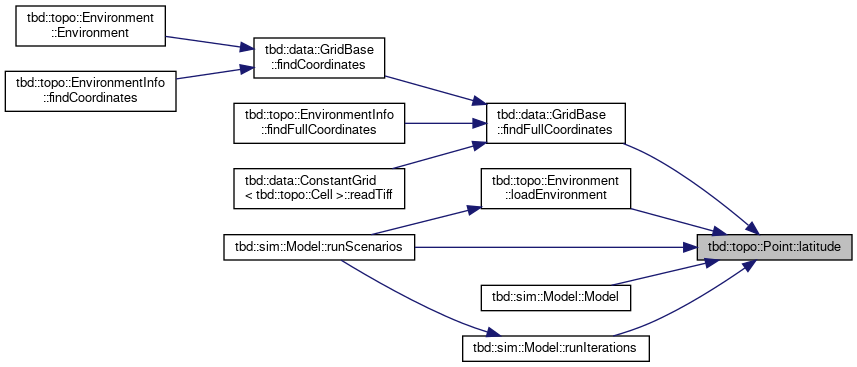 tbd::topo::Environment
::Environment
tbd::data::GridBase
::findCoordinates
tbd::topo::EnvironmentInfo
::findCoordinates
tbd::topo::EnvironmentInfo
::findFullCoordinates
tbd::data::GridBase
::findFullCoordinates
tbd::data::ConstantGrid
< tbd::topo::Cell >::readTiff
tbd::topo::Environment
::loadEnvironment
tbd::sim::Model::runScenarios
tbd::topo::Point::latitude
tbd::sim::Model::Model
tbd::sim::Model::runIterations